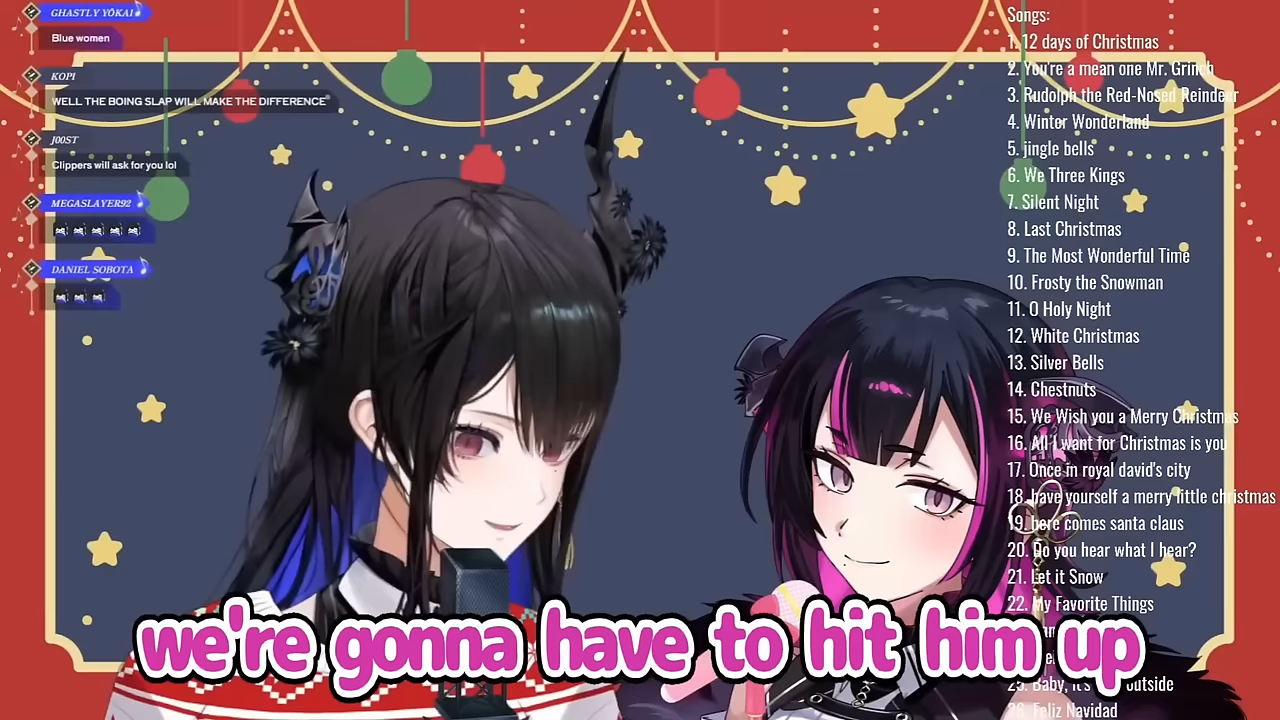 GHASTLY YŌKAI
Blue women
KOPI
WELL THE BOING SLAP WILL MAKE THE DIFFERENCE"
J00ST
Clippers will ask for you lol
MEGASLAYER92
DANIEL SOBOTA
Songs:
1. 12 days of Christmas
2. You're a mean one Mr. Grinch
3. Rudolph the Red-Nosed Reindeer
4. Winter Wonderland
5. jingle bells
6. We Three Kings
7. Silent Night
8. Last Christmas
9. The Most Wonderful Time
10. Frosty the Snowman
11. O Holy Night
12. White Christmas
13. Silver Bells
14. Chestnuts
15. We Wish you a Merry Christmas
16. All I want for Christmas is you
17. Once in royal david's city
18. have yourself a merry little christmas
19. here comes santa claus
20. Do you hear what I hear?
21. Let it Snow
22. My Favorite Things
25. Baby, it's outside
26. Feliz Navidad
we're gonna have to hit him up